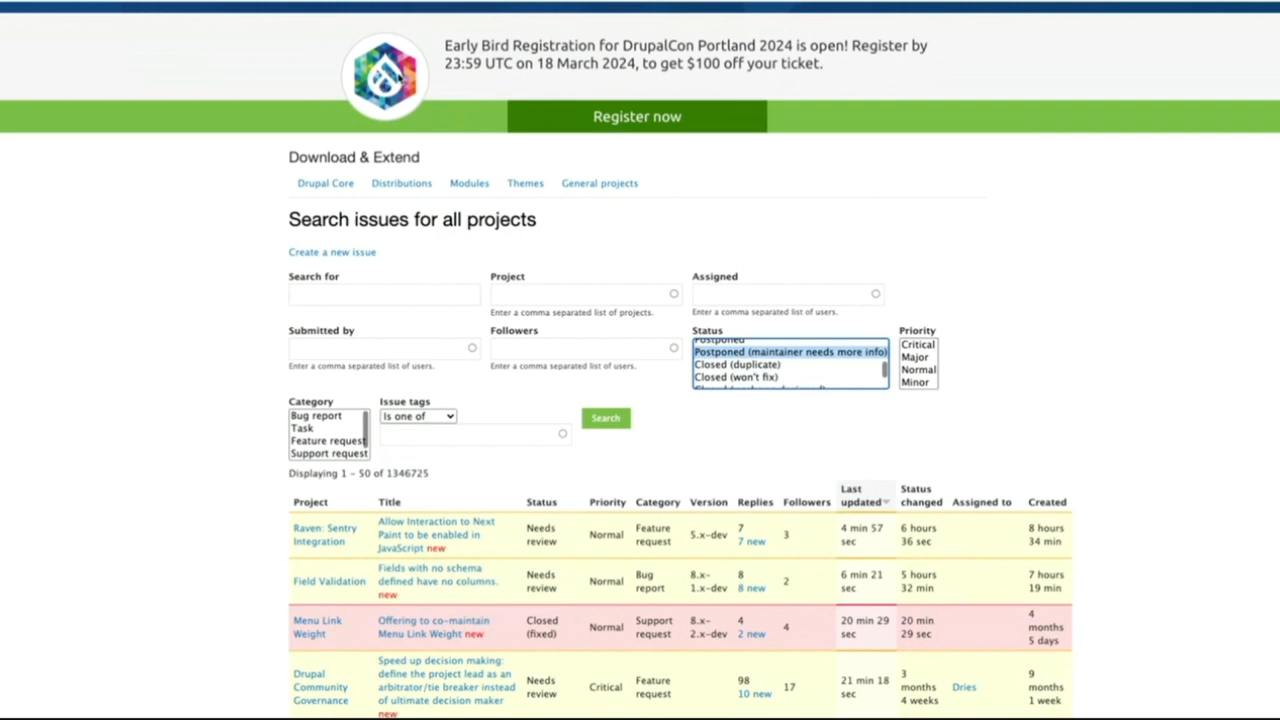 Early Bird Registration for DrupalCon Portland 2024 is open! Register by
23:59 UTC on 18 March 2024, to get $100 off your ticket.
Register now
Download & Extend
Drupal Core Distributions Modules Themes General projects
Search issues for all projects
Create a new issue
Search for Project Assigned
Enter a comma separated list of projects. Enter a comma separated list of users.
Submitted by Followers Status Priority
Postponed
Postponed (maintainer needs more info)
Closed (duplicate)
Closed (won't fix)
Critical
Major
Normal
Minor
Enter a comma separated list of users. Enter a comma separated list of users.
Category Issue tags
Bug report
Task
Feature request
Support request
Is one of
Search
Displaying 1 – 50 of 1346725
Project Title Status Priority Category Version Replies Followers Last updated Status changed Assigned to Created
Raven: Sentry
Integration
Allow Interaction to Next
Paint to be enabled in
JavaScript new
Needs
review
Normal
Feature
request
5.x-dev
7
7 new
3
4 min 57
sec
6 hours
36 sec
8 hours
34 min
Field Validation
Fields with no schema
defined have no columns.
new
Needs
review
Normal
Bug
report
8.x-
1.x-dev
8
8 new
2
6 min 21
sec
5 hours
32 min
7 hours
19 min
Menu Link
Weight
Offering to co-maintain
Menu Link Weight new
Closed
(fixed)
Normal
Support
request
8.x-
2.x-dev
4
2 new
4
20 min 29
sec
20 min
29 sec
4
months
5 days
Drupal
Community
Governance
Speed up decision making:
define the project lead as an
arbitrator/tie breaker instead
of ultimate decision maker
new
Needs
review
Critical
Feature
request
98
10 new
17
21 min 18
sec
3
months
4 weeks
Dries
9
months
1 week